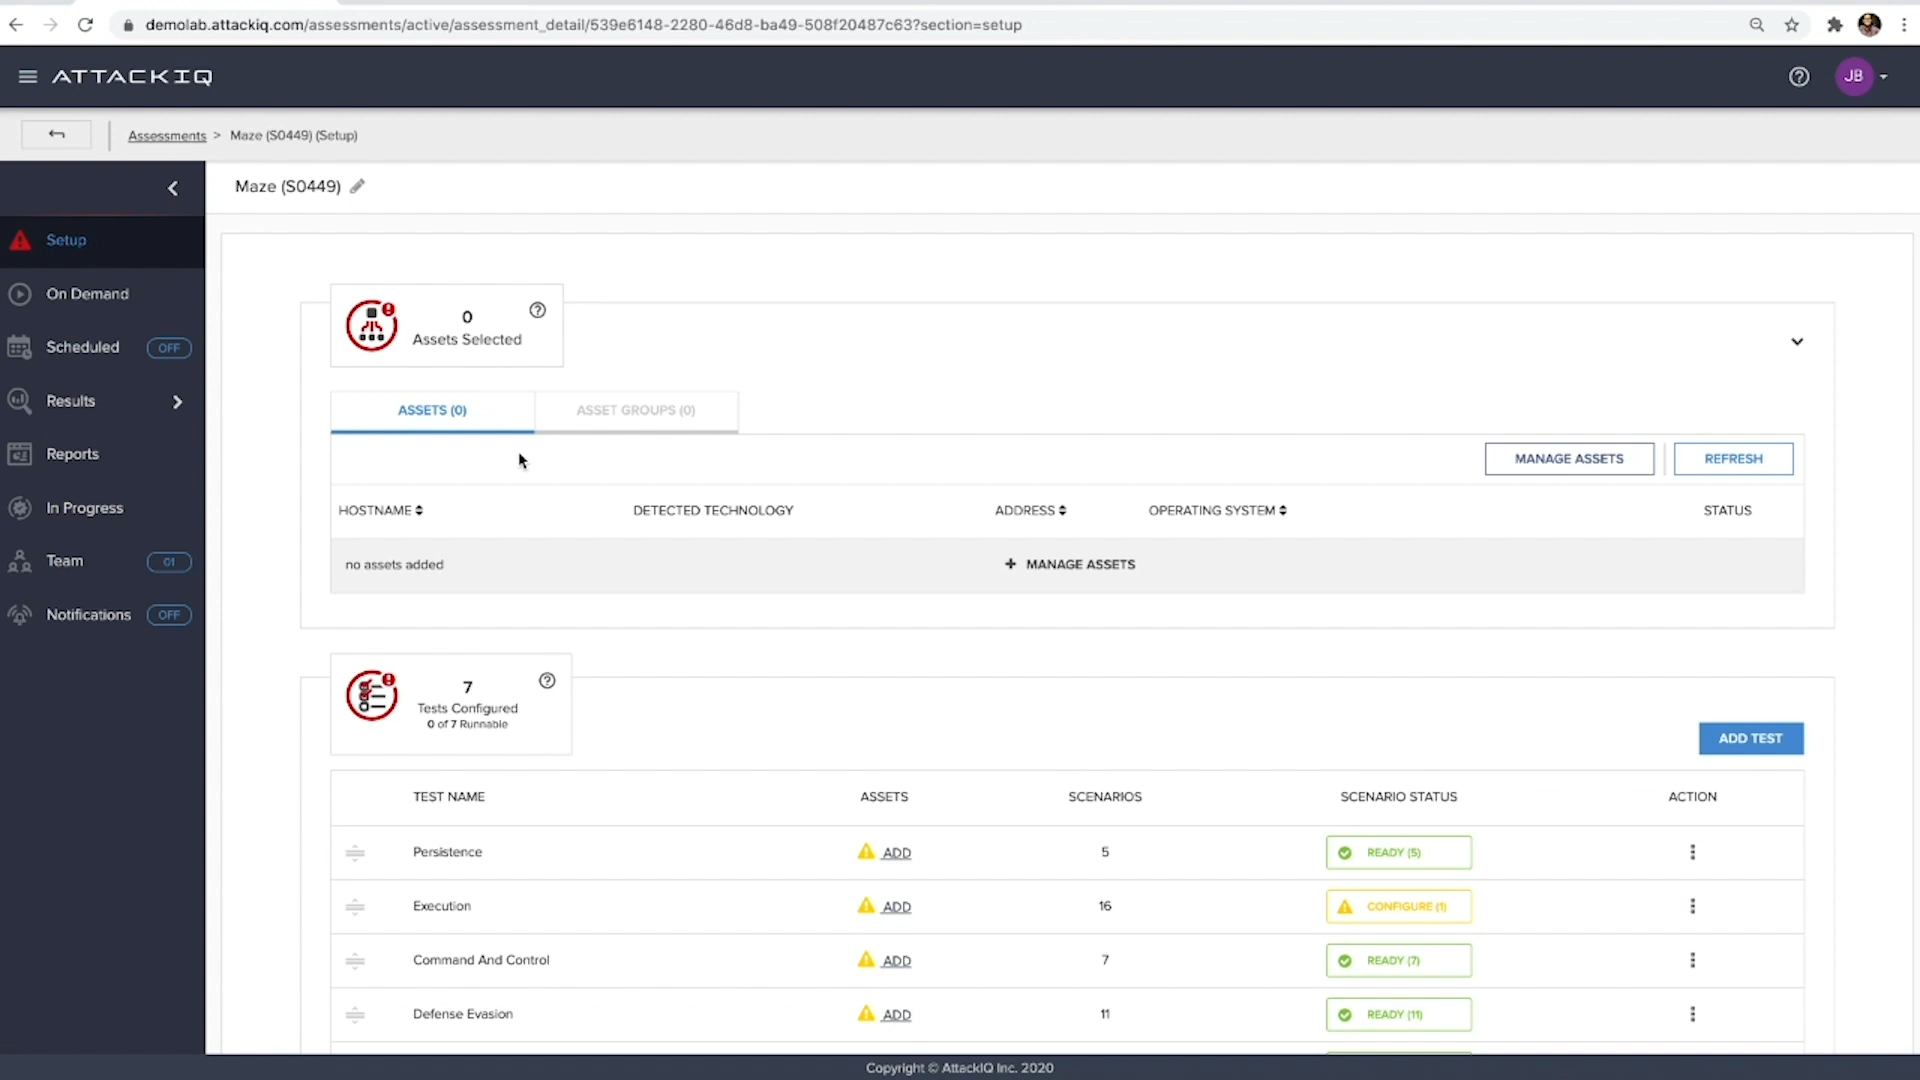 demolab.attackiq.com/assessments/active/assessment_detail/539e6148-2280-46d8-ba49-508f20487c63?section=setup
ATTACKIQ
JB
Assessments > Maze (S0449) (Setup)
Maze (S0449)
Setup
On Demand
Scheduled OFF
Results
Reports
In Progress
Team 01
Notifications OFF
0
Assets Selected
ASSETS (0) ASSET GROUPS (0)
MANAGE ASSETS REFRESH
HOSTNAME DETECTED TECHNOLOGY ADDRESS OPERATING SYSTEM STATUS
no assets added + MANAGE ASSETS
7
Tests Configured
0 of 7 Runnable
ADD TEST
TEST NAME ASSETS SCENARIOS SCENARIO STATUS ACTION
Persistence ADD 5 READY (5)
Execution ADD 16 CONFIGURE (1)
Command And Control ADD 7 READY (7)
Defense Evasion ADD 11 READY (11)
Copyright © AttackIQ Inc. 2020